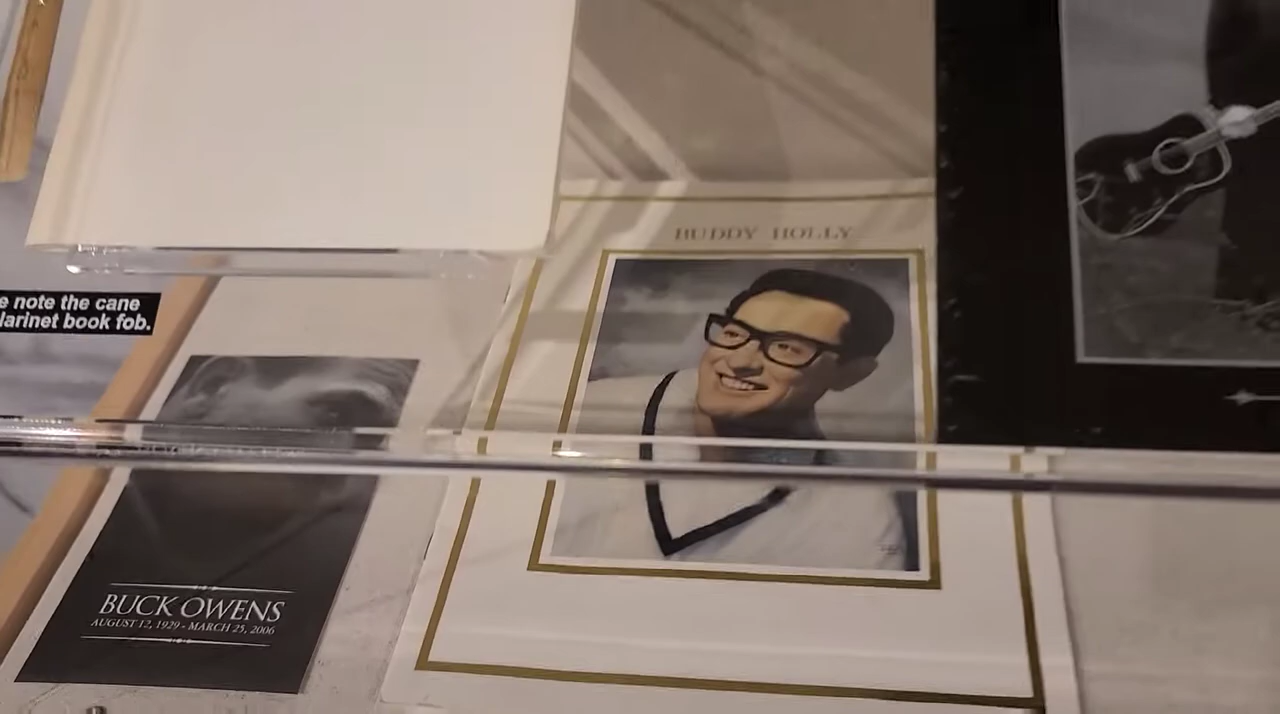 BUDDY HOLLY
e note the cane
larinet book fob.
BUCK OWENS
AUGUST 12, 1929 - MARCH 25, 2006